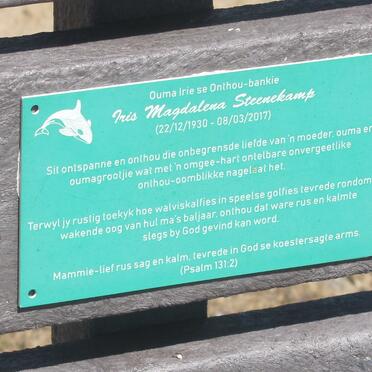 Ouma Irie se Onthou-bankie
Iris Magdalena Steenekamp
(22/12/1930 - 08/03/2017)
Sit ontspanne en onthou die onbegrensde liefde van 'n moeder, ouma en
oumagrootjie wat met 'n omgee-hart ontelbare onvergeetlike
onthou-oomblikke nagelaat het.
Terwyl jy rustig toekyk hoe walviskalfies in speelse golfies tevrede rondom
wakende oog van hul ma's baljaar, onthou dat ware rus en kalmte
slegs by God gevind kan word.
Mammie-lief rus sag en kalm, tevrede in God se koestersagte arms.
(Psalm 131:2)